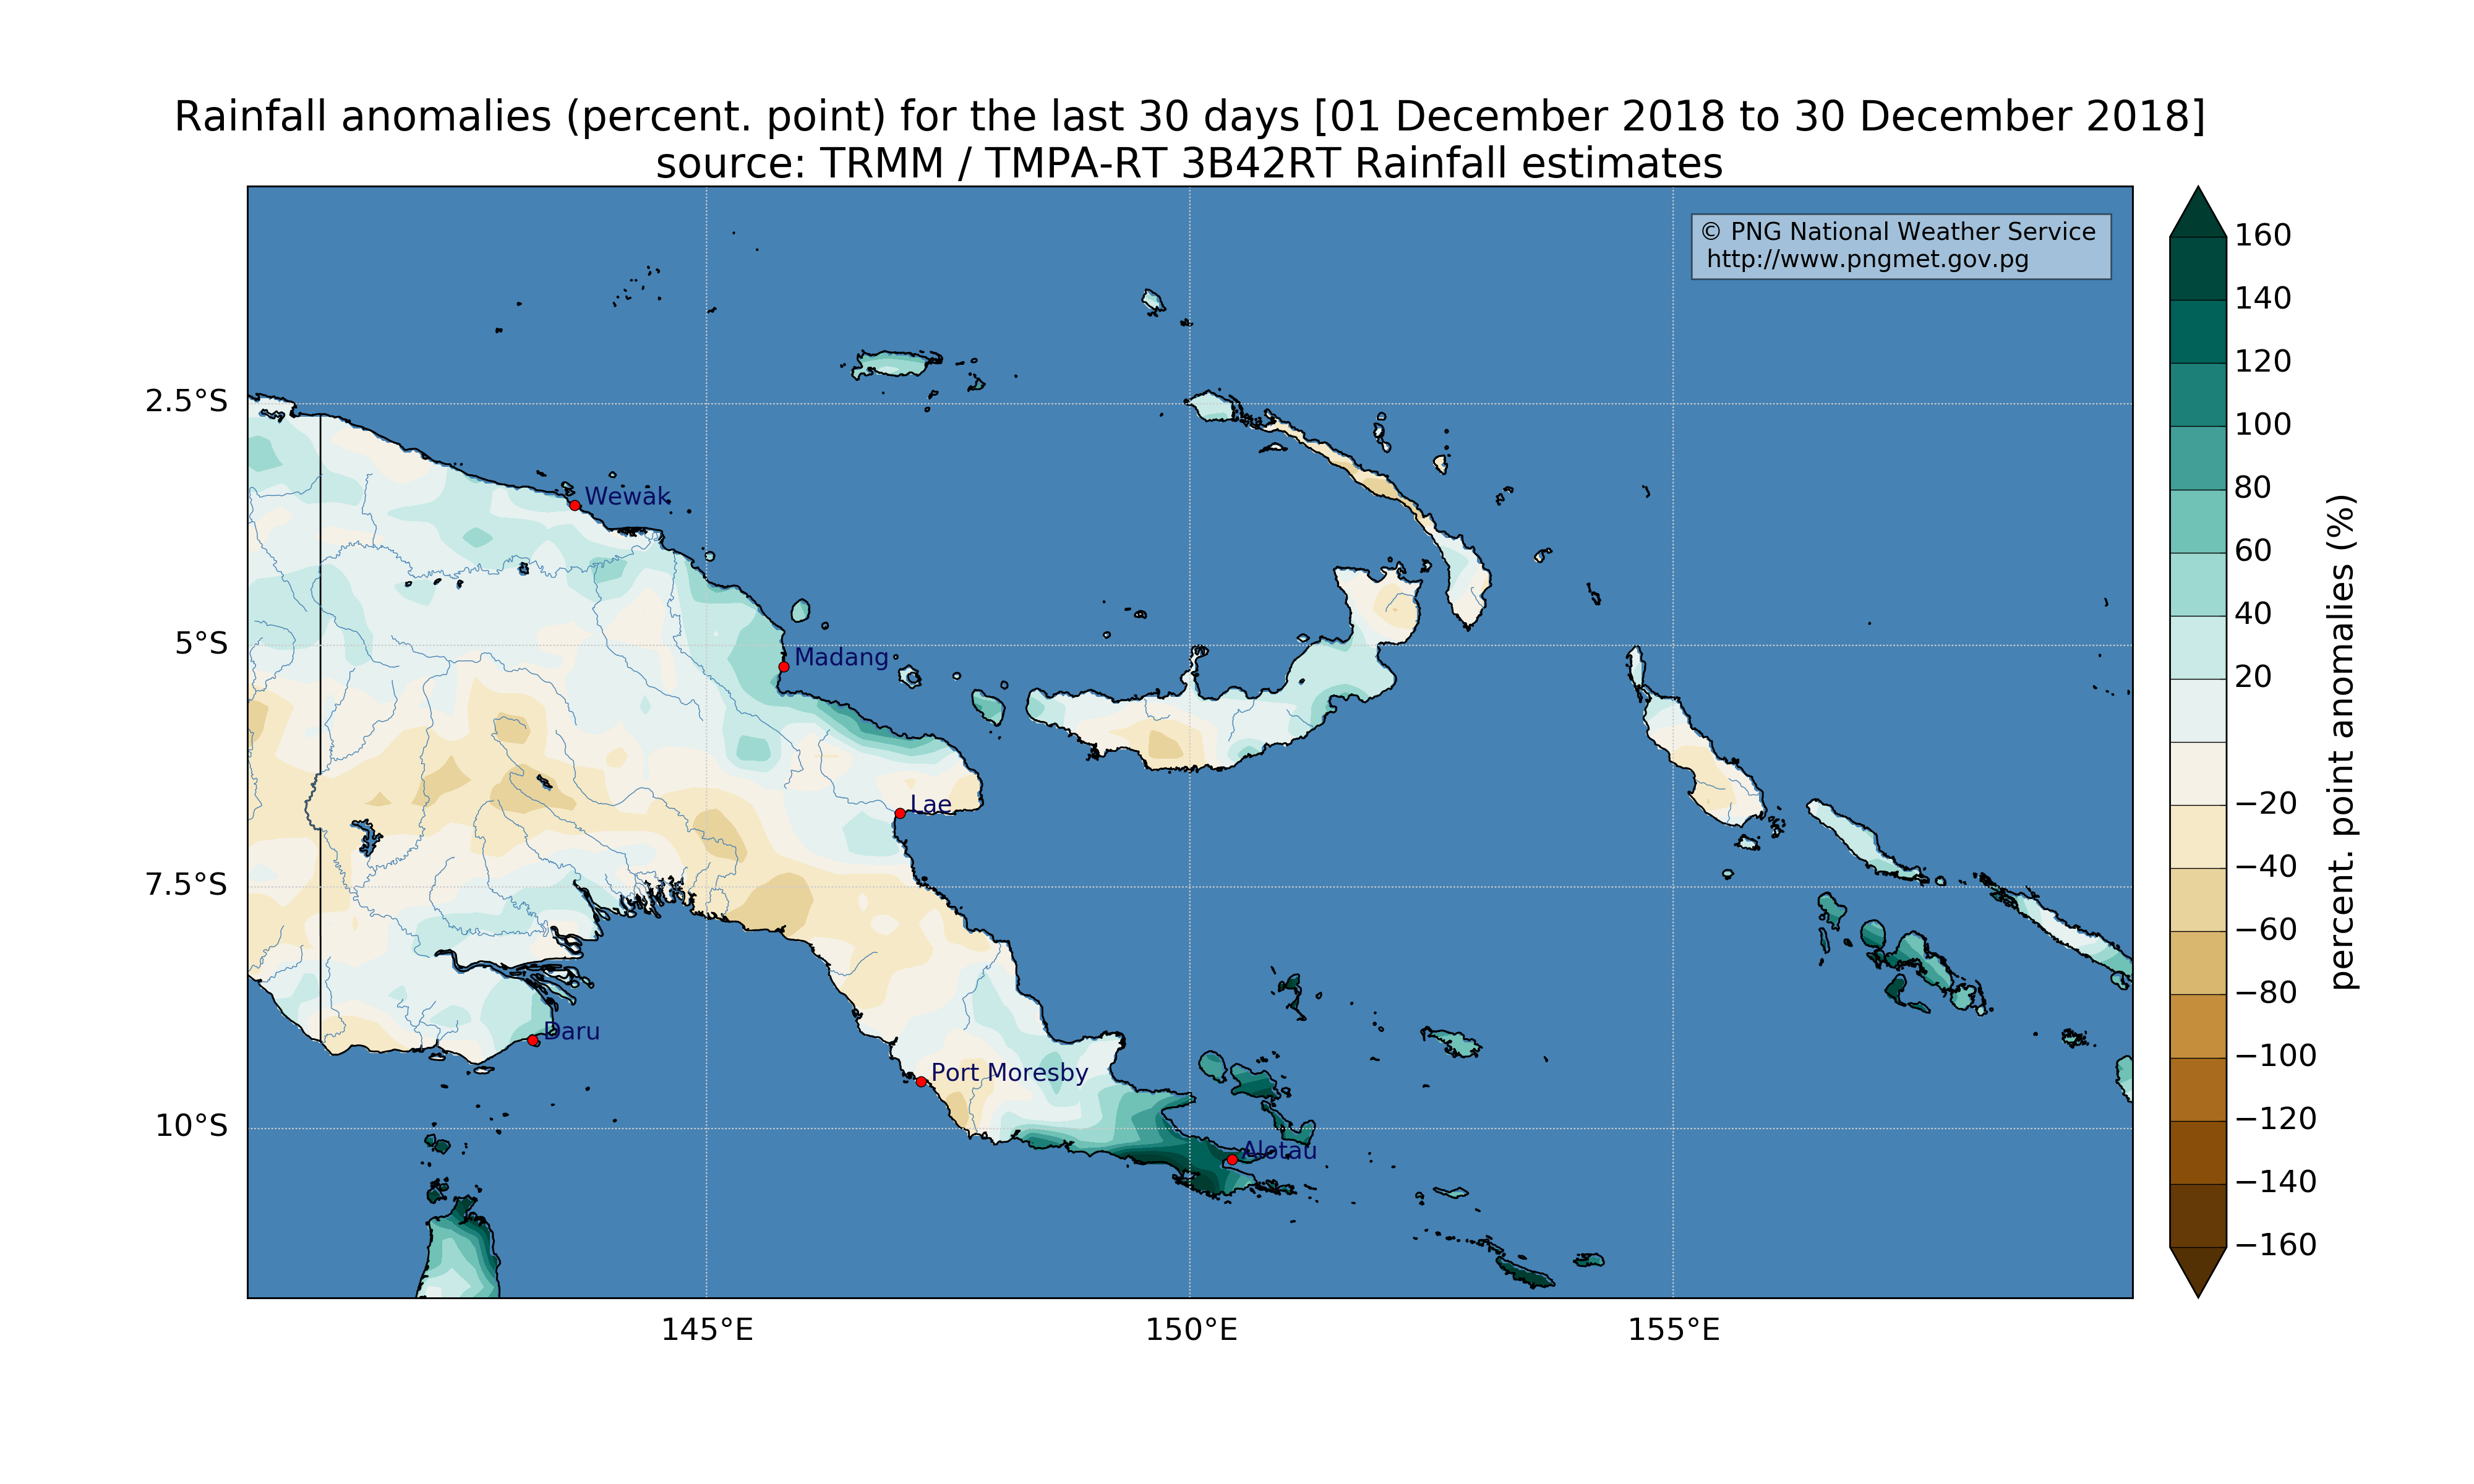 Rainfall anomalies (percent. point) for the last 30 days [01 December 2018 to 30 December 2018]
source: TRMM / TMPA-RT 3B42RT Rainfall estimates
© PNG National Weather Service
http://www.pngmet.gov.pg
2.5°S
5°S
7.5°S
10°S
Wewak
Madang
Lae
Daru
Port Moresby
Alotau
145°E
150°E
155°E
160
140
120
100
80
60
40
20
−20
−40
−60
−80
−100
−120
−140
−160
percent. point anomalies (%)